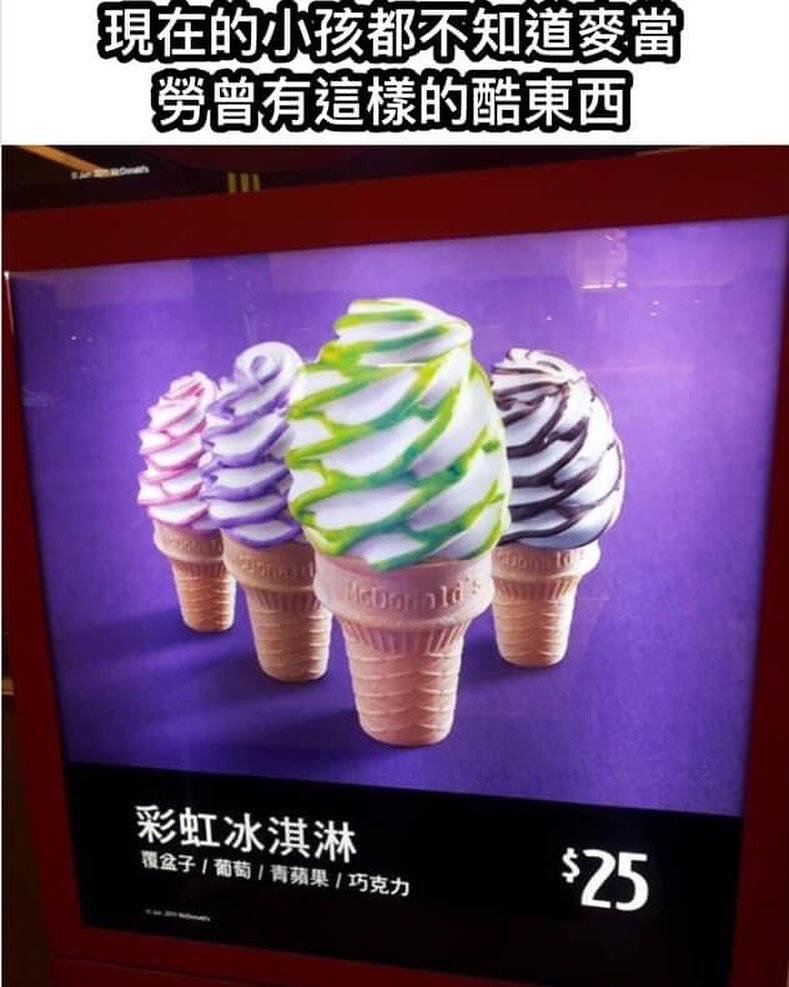 現在的小孩都不知道麥當
勞曾有這樣的酷東西
McDonald's
彩虹冰淇淋
覆盆子 / 葡萄 / 青蘋果 / 巧克力
$25